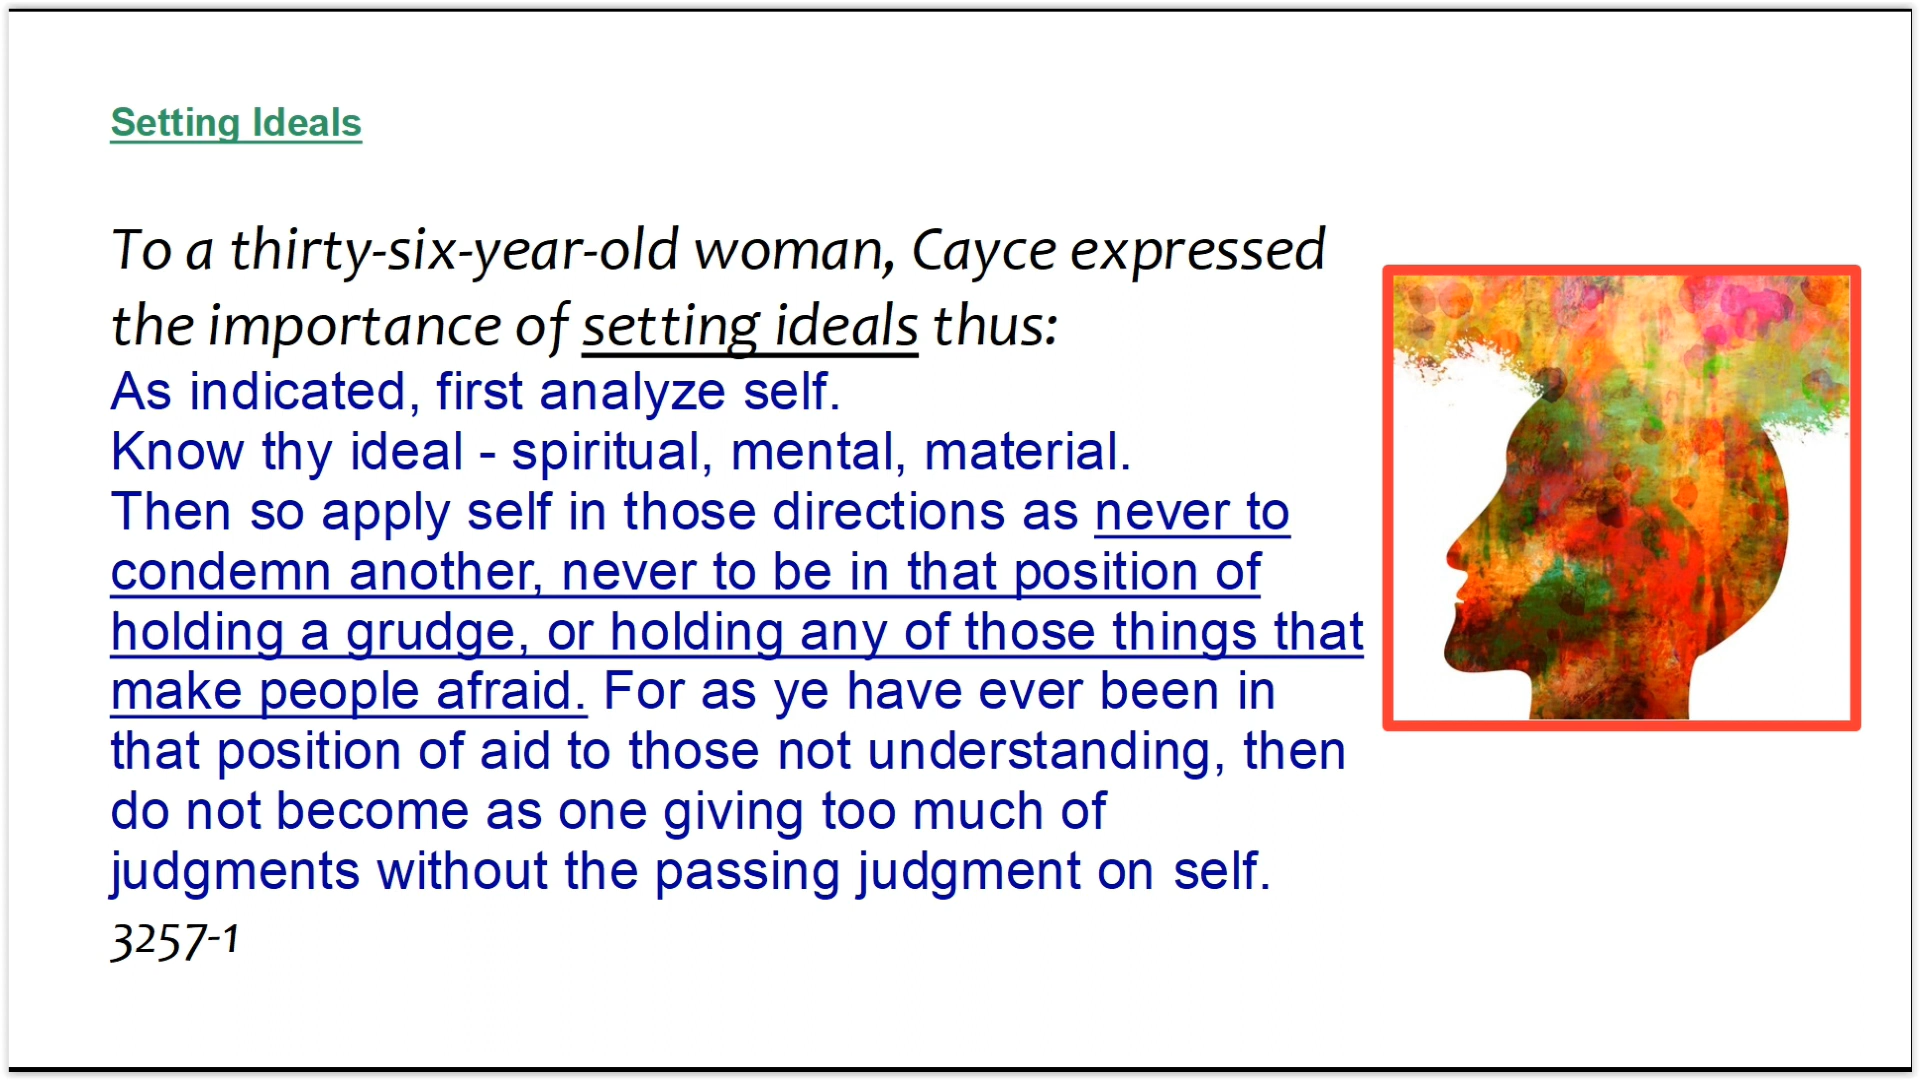 Setting Ideals
To a thirty-six-year-old woman, Cayce expressed
the importance of setting ideals thus:
As indicated, first analyze self.
Know thy ideal - spiritual, mental, material.
Then so apply self in those directions as never to
condemn another, never to be in that position of
holding a grudge, or holding any of those things that
make people afraid. For as ye have ever been in
that position of aid to those not understanding, then
do not become as one giving too much of
judgments without the passing judgment on self.
3257-1